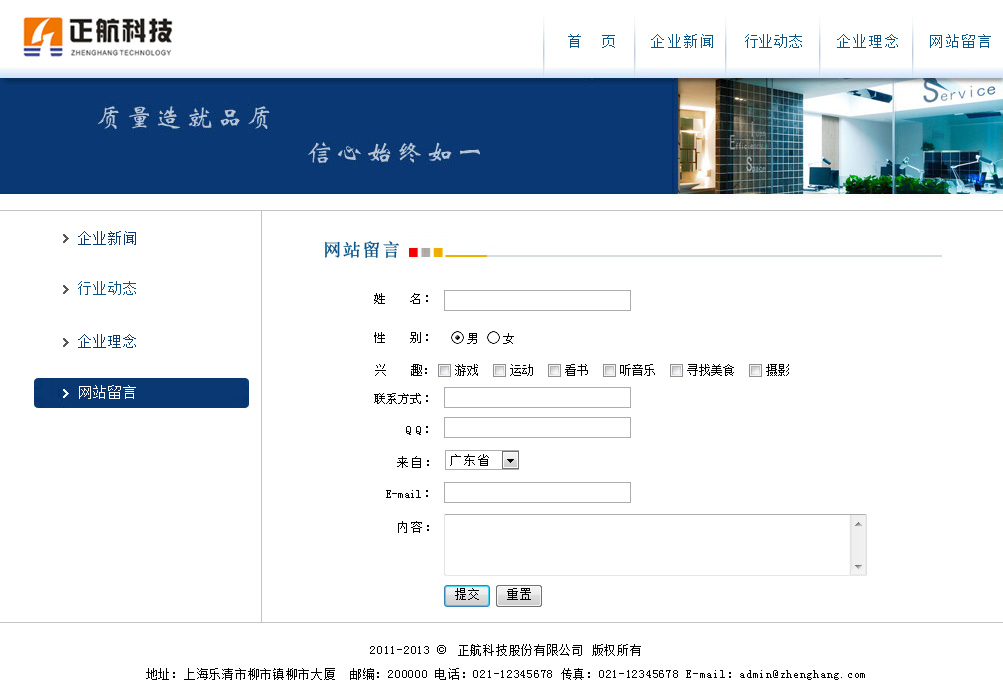 正航科技
ZHENGHANG TECHNOLOGY
首 页 企业新闻 行业动态 企业理念 网站留言
质量造就品质
信心始终如一
Service
Efficiency
Space
企业新闻
行业动态
企业理念
网站留言
网站留言
姓 名：
性 别： 男 女
兴 趣： 游戏 运动 看书 听音乐 寻找美食 摄影
联系方式：
QQ：
来自： 广东省
E-mail：
内容：
提交 重置
2011-2013 © 正航科技股份有限公司 版权所有
地址：上海乐清市柳市镇柳市大厦 邮编：200000 电话：021-12345678 传真：021-12345678 E-mail：admin@zhenghang.com